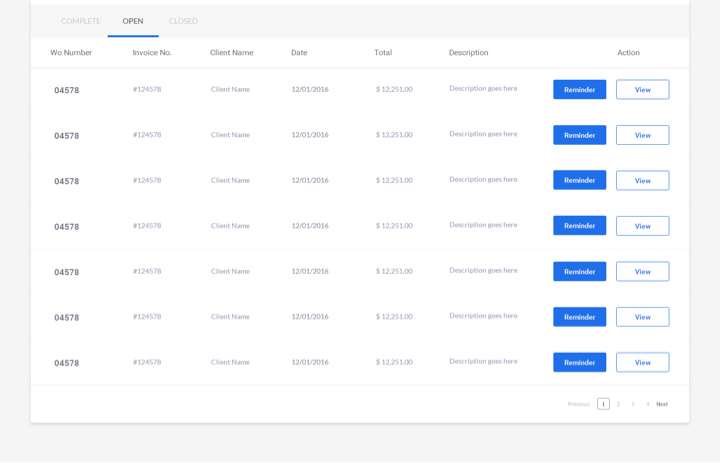 COMPLETE OPEN CLOSED
Wo Number Invoice No. Client Name Date Total Description Action
04578 #124578 Client Name 12/01/2016 $ 12,251.00 Description goes here Reminder View
04578 #124578 Client Name 12/01/2016 $ 12,251.00 Description goes here Reminder View
04578 #124578 Client Name 12/01/2016 $ 12,251.00 Description goes here Reminder View
04578 #124578 Client Name 12/01/2016 $ 12,251.00 Description goes here Reminder View
04578 #124578 Client Name 12/01/2016 $ 12,251.00 Description goes here Reminder View
04578 #124578 Client Name 12/01/2016 $ 12,251.00 Description goes here Reminder View
04578 #124578 Client Name 12/01/2016 $ 12,251.00 Description goes here Reminder View
Previous 1 2 3 4 Next